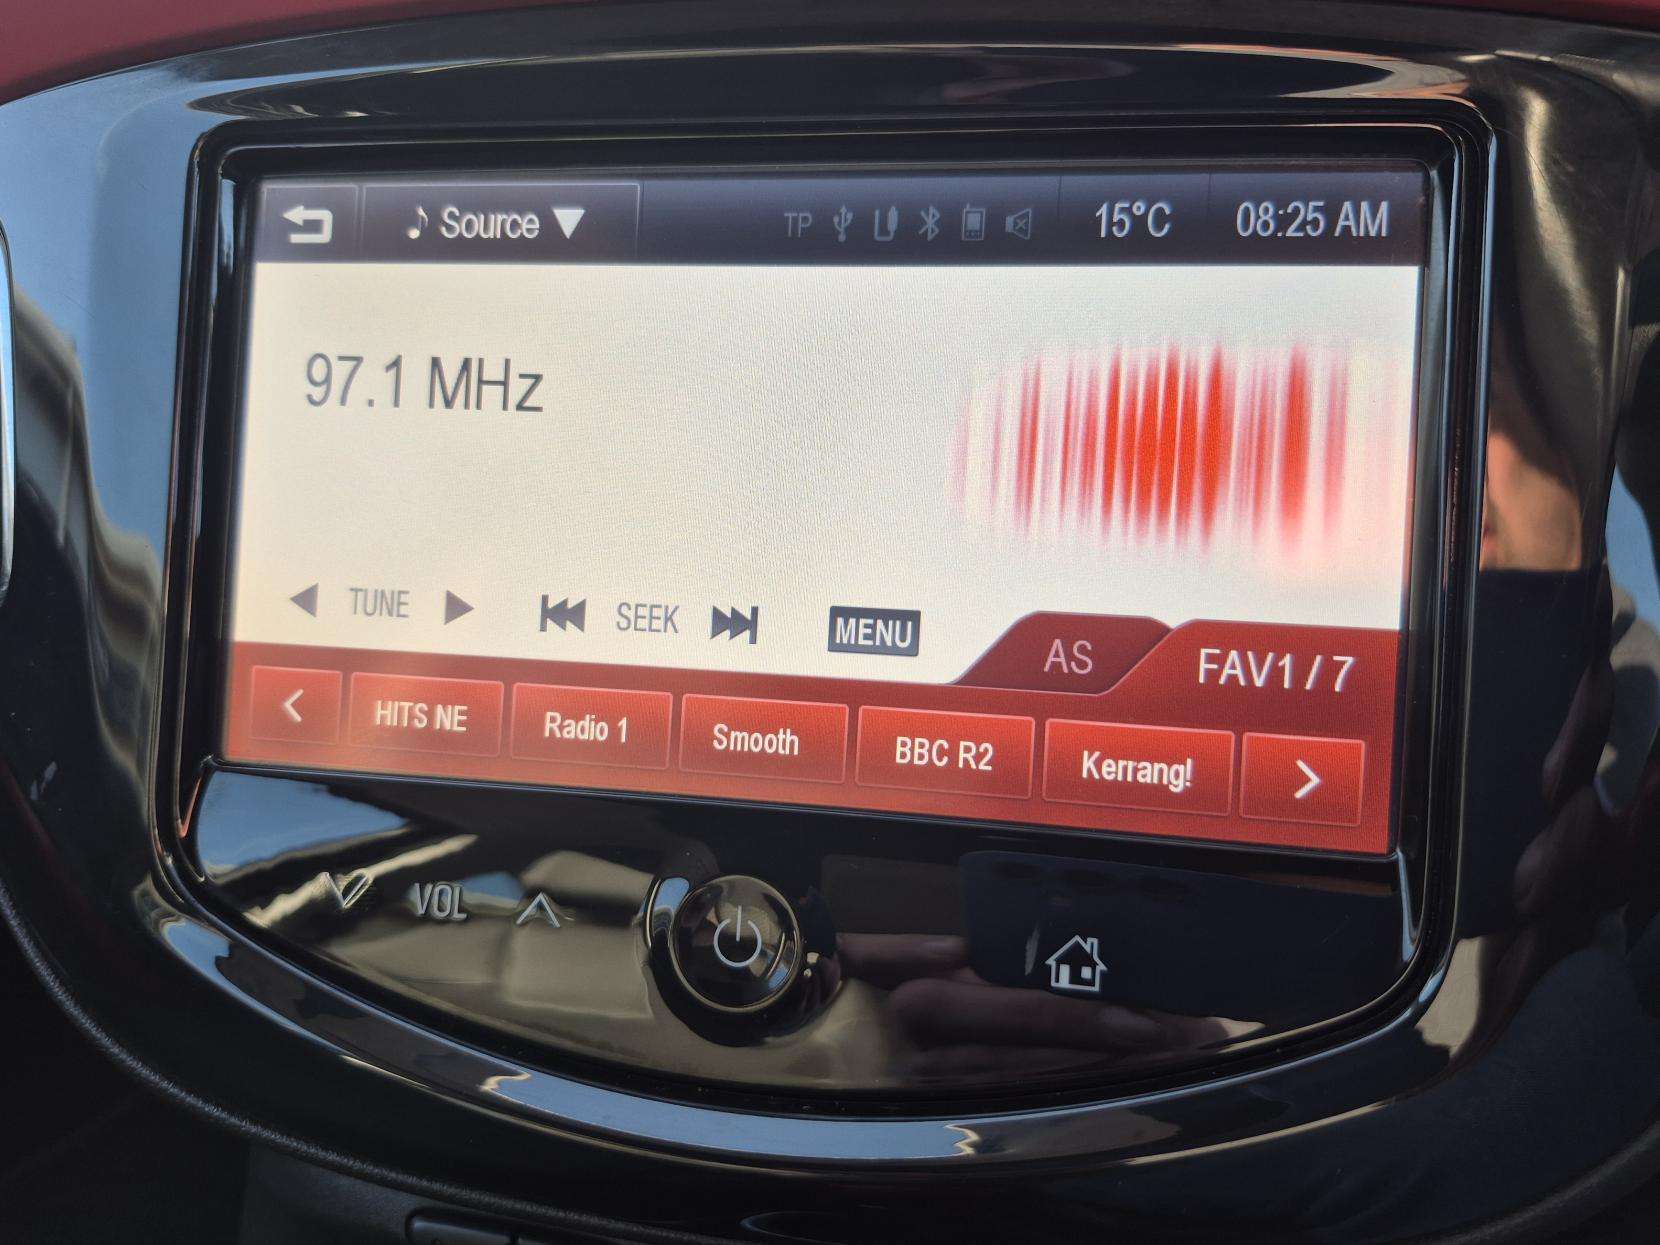 Source
TP
15°C
08:25 AM
97.1 MHz
TUNE
SEEK
MENU
AS
FAV1 / 7
HITS NE
Radio 1
Smooth
BBC R2
Kerrang!
VOL